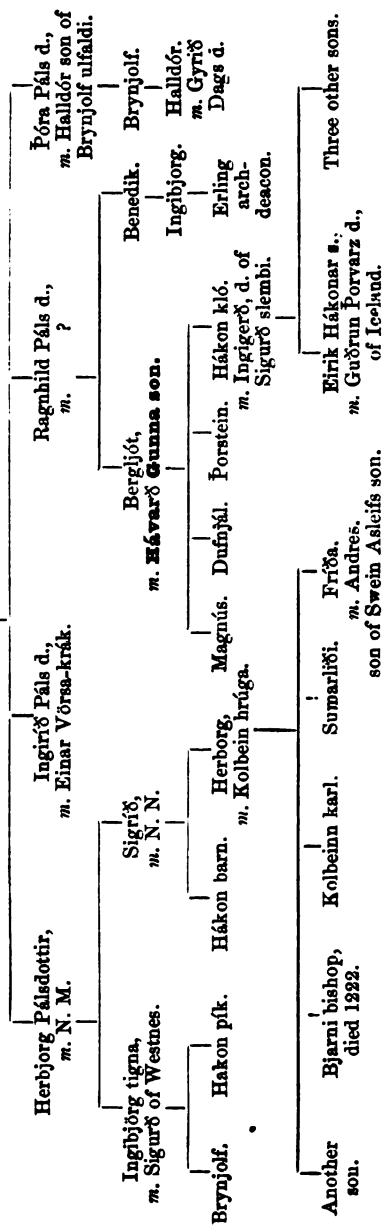 Herbjorg Pálsdottir,
m. N. M.
Ingiríð Páls d.,
m. Einar Vörsa-krák.
Ragnhild Páls d.,
m. ?
Þóra Páls d.,
m. Halldór son of
Brynjolf ulfaldi.
Ingibjörg tigna,
m. Sigurð of Westnes.
Sigríð,
m. N. N.
Bergljót,
m. Hávarð Gunna son.
Benedik.
Brynjolf.
Brynjolf.
Hakon pík.
Hákon barn.
Herborg,
m. Kolbein hrúga.
Magnús.
Dufnjál.
Þorstein.
Hákon kló.
m. Ingigerð, d. of
Sigurð slembi.
Ingibjorg.
Halldór.
m. Gyrið
Dags d.
Erling
arch-
deacon.
Another
son.
Bjarni bishop,
died 1222.
Kolbeinn karl.
Sumarliði.
Fríða.
m. Andres.
son of Swein Asleifs son.
Eirik Hákonar s.,
m. Guðrun Þorvarz d.,
of Iceland.
Three other sons.